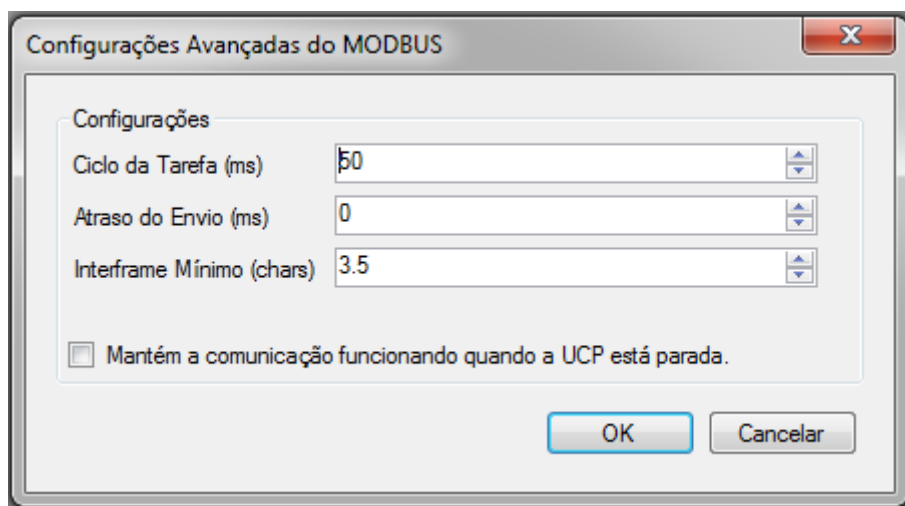 Configurações Avançadas do MODBUS
Configurações
Ciclo da Tarefa (ms) 50
Atraso do Envio (ms) 0
Interframe Mínimo (chars) 3.5
Mantém a comunicação funcionando quando a UCP está parada.
OK Cancelar